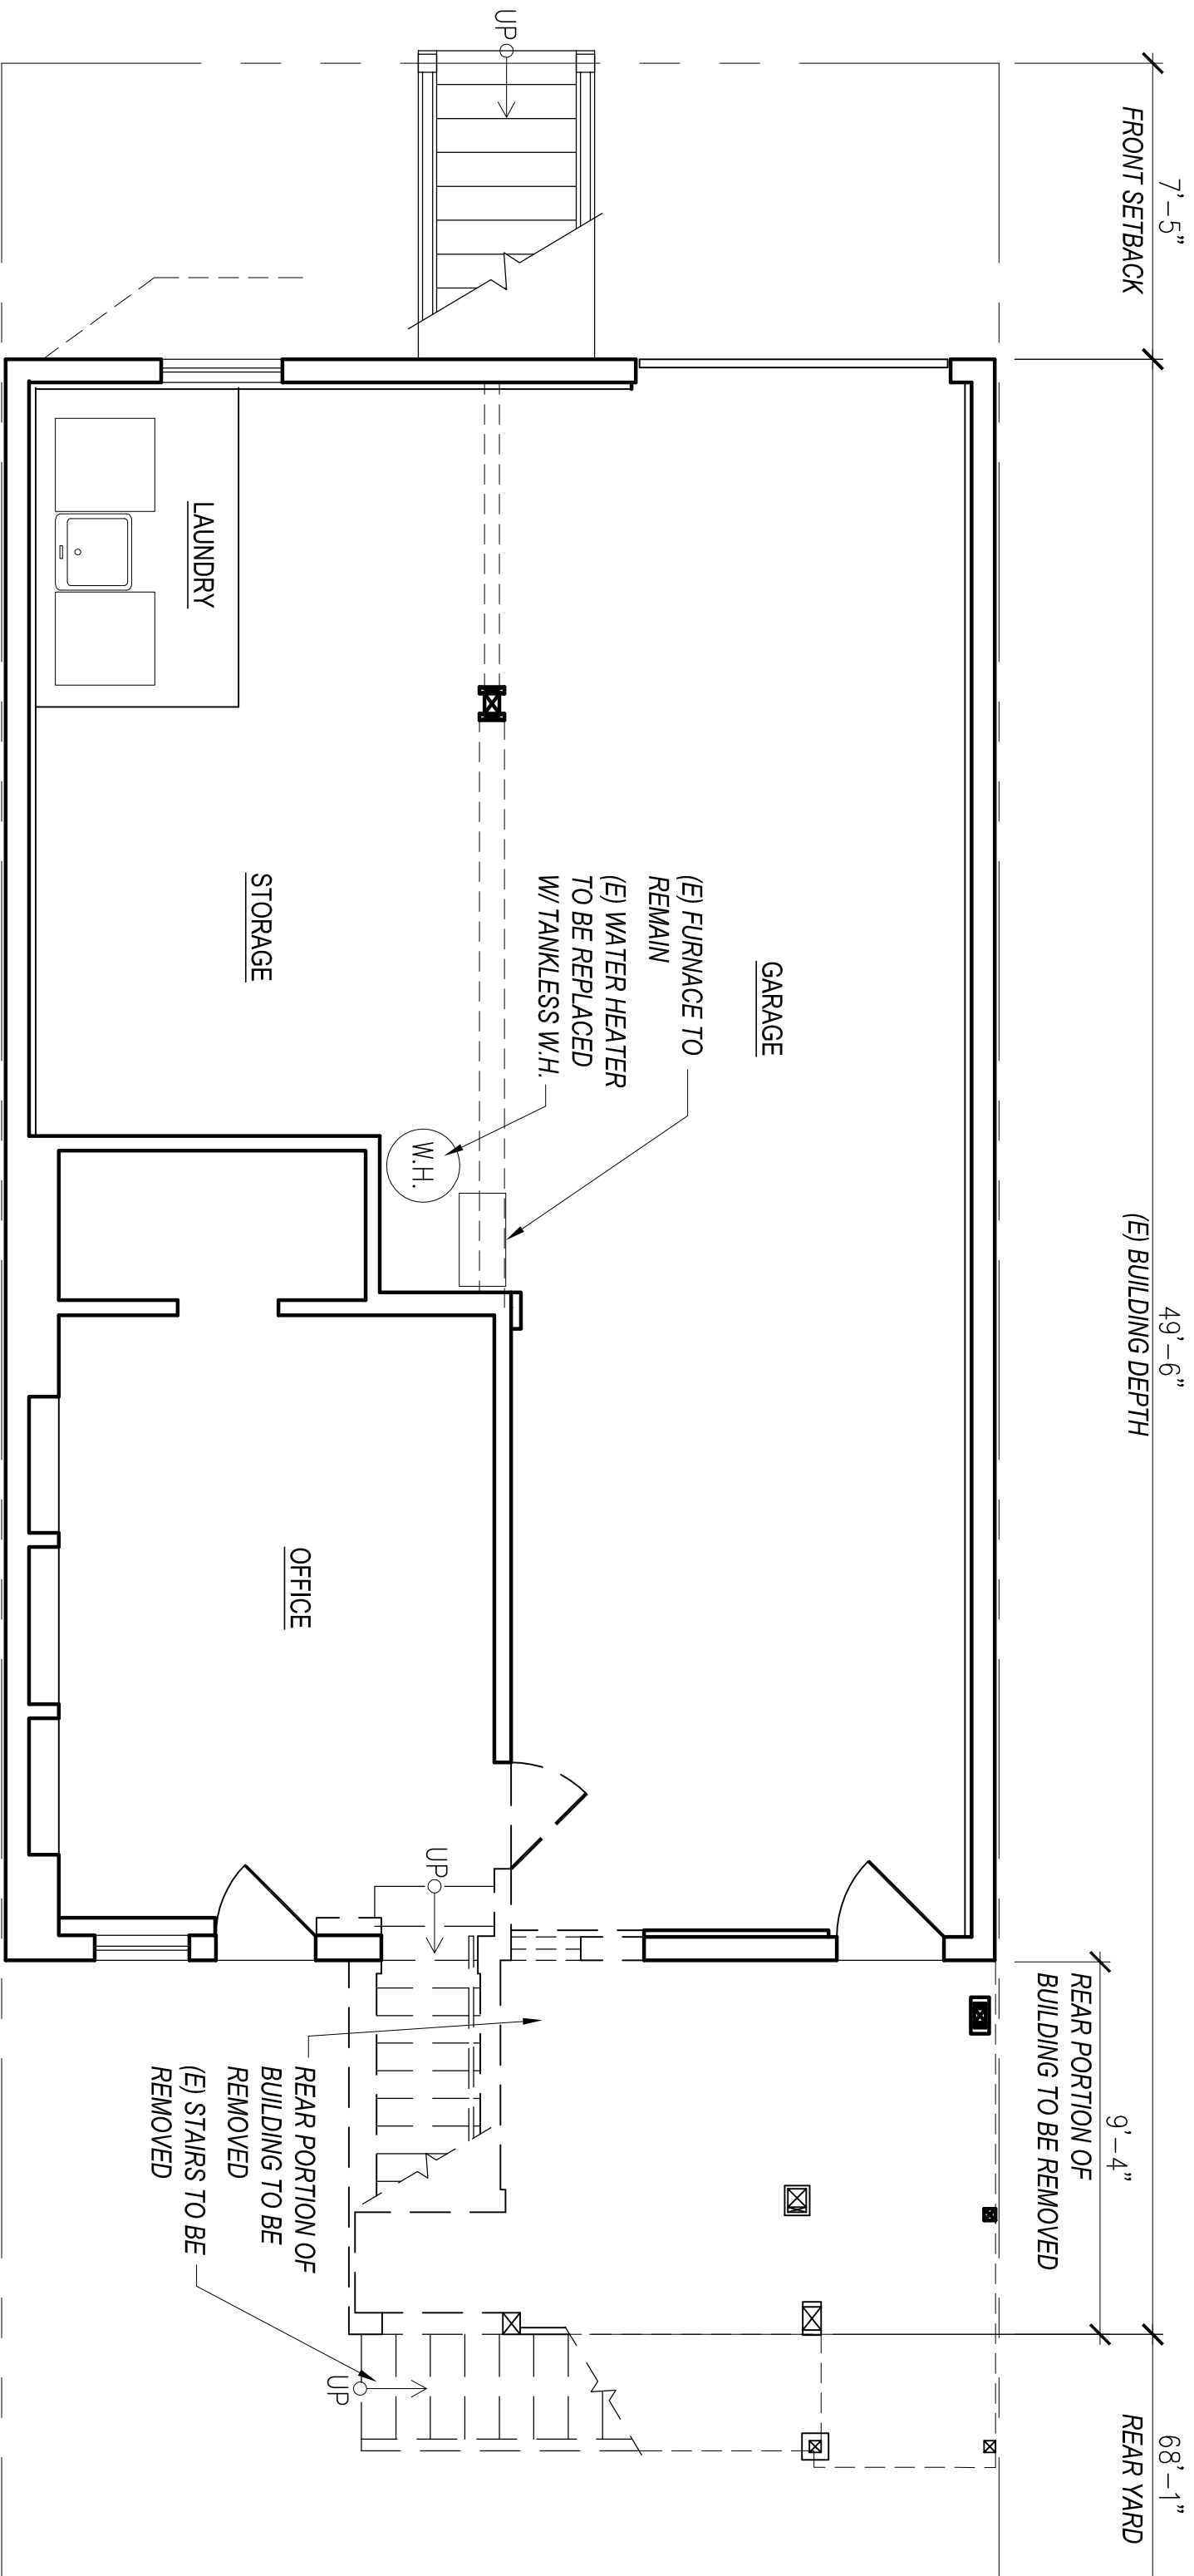 7'-5"
FRONT SETBACK
49'-6"
(E) BUILDING DEPTH
68'-1"
REAR YARD
9'-4"
REAR PORTION OF
BUILDING TO BE REMOVED
UP
GARAGE
(E) FURNACE TO
REMAIN
(E) WATER HEATER
TO BE REPLACED
W/ TANKLESS W.H.
W.H.
LAUNDRY
STORAGE
OFFICE
UP
REAR PORTION OF
BUILDING TO BE
REMOVED
(E) STAIRS TO BE
REMOVED
UP